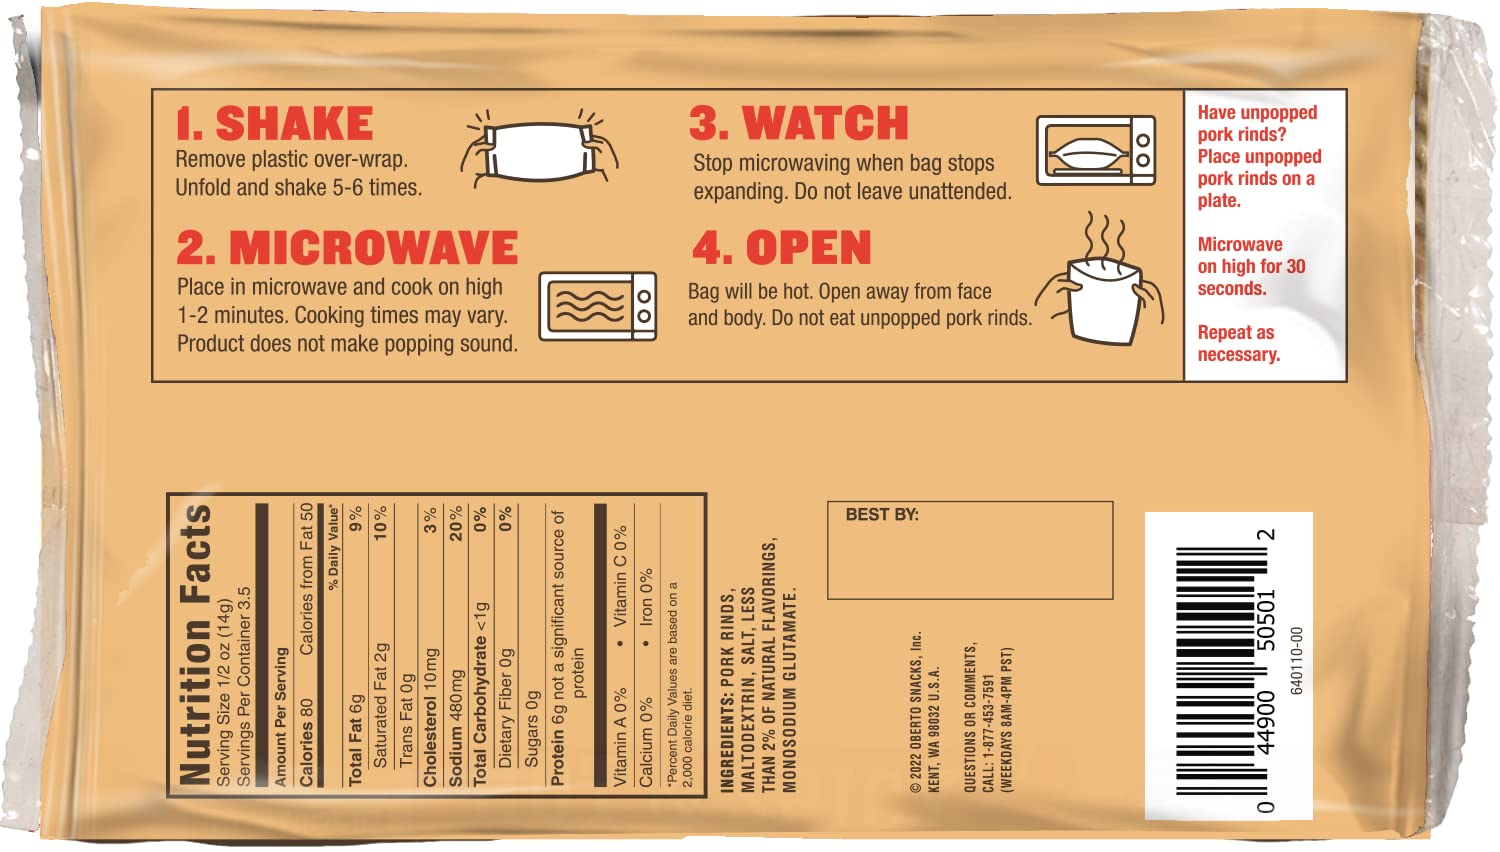 1. SHAKE
Remove plastic over-wrap.
Unfold and shake 5-6 times.
2. MICROWAVE
Place in microwave and cook on high
1-2 minutes. Cooking times may vary.
Product does not make popping sound.
3. WATCH
Stop microwaving when bag stops
expanding. Do not leave unattended.
4. OPEN
Bag will be hot. Open away from face
and body. Do not eat unpopped pork rinds.
Have unpopped
pork rinds?
Place unpopped
pork rinds on a
plate.
Microwave
on high for 30
seconds.
Repeat as
necessary.
Nutrition Facts
Serving Size 1/2 oz (14g)
Servings Per Container 3.5
Amount Per Serving
Calories 80 Calories from Fat 50
% Daily Value*
Total Fat 6g 9%
Saturated Fat 2g 10%
Trans Fat 0g
Cholesterol 10mg 3%
Sodium 480mg 20%
Total Carbohydrate <1g 0%
Dietary Fiber 0g 0%
Sugars 0g
Protein 6g not a significant source of
protein
Vitamin A 0% • Vitamin C 0%
Calcium 0% • Iron 0%
*Percent Daily Values are based on a
2,000 calorie diet.
INGREDIENTS: PORK RINDS,
MALTODEXTRIN, SALT, LESS
THAN 2% OF NATURAL FLAVORINGS,
MONOSODIUM GLUTAMATE.
BEST BY:
© 2022 OBERTO SNACKS, Inc.
KENT, WA 98032 U.S.A.
QUESTIONS OR COMMENTS,
CALL: 1-877-453-7591
(WEEKDAYS 8AM-4PM PST)
0 44900 50501 2
640110-00